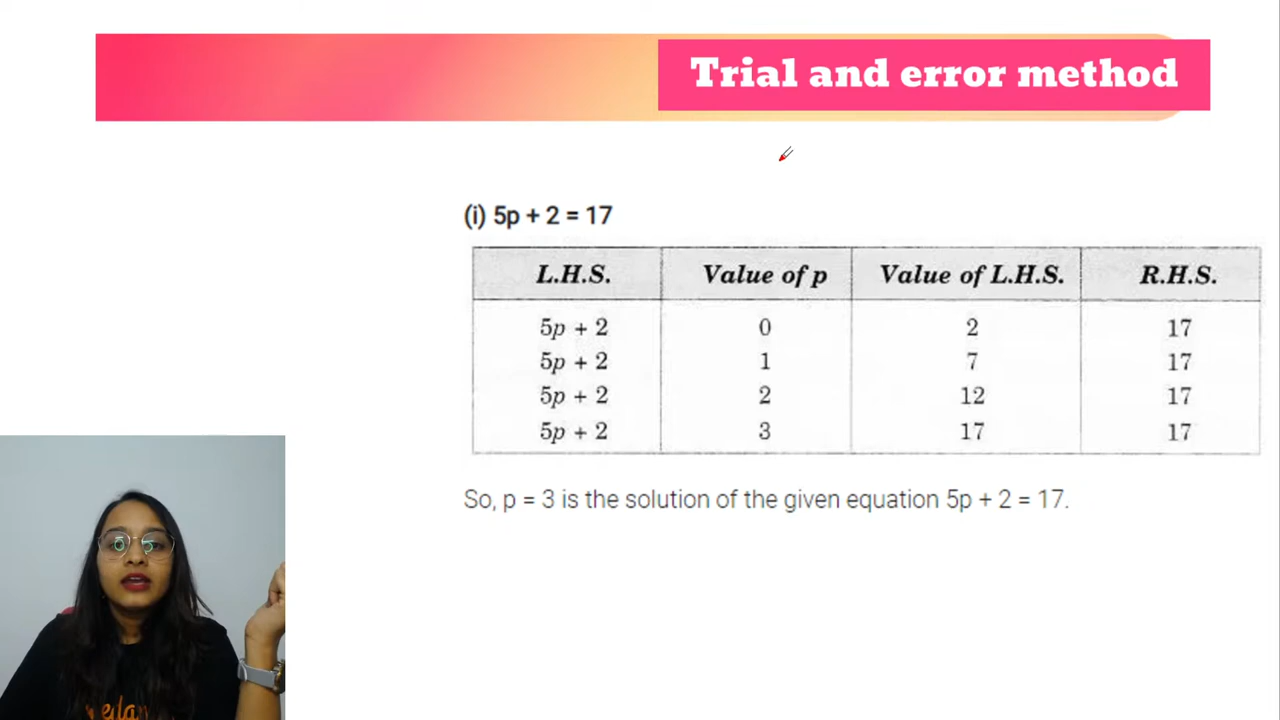 Trial and error method
(i) 5p + 2 = 17
L.H.S. Value of p Value of L.H.S. R.H.S.
5p + 2 0 2 17
5p + 2 1 7 17
5p + 2 2 12 17
5p + 2 3 17 17
So, p = 3 is the solution of the given equation 5p + 2 = 17.